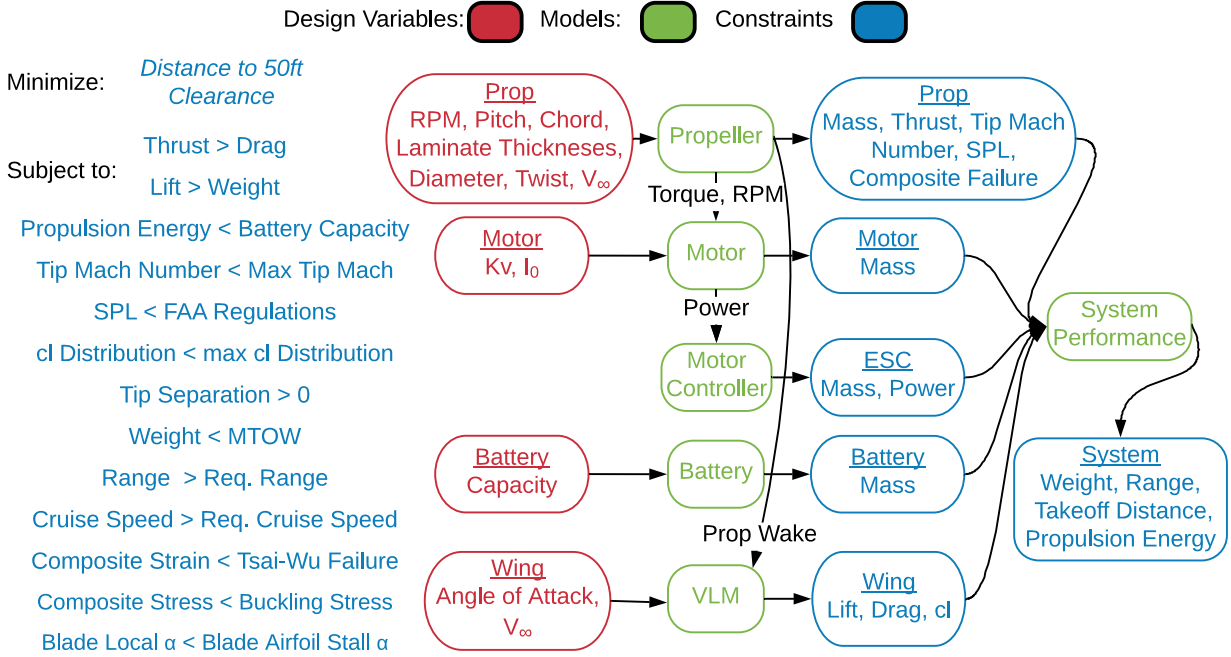 Design Variables: Models: Constraints
Minimize: Distance to 50ft
Clearance
Subject to:
Thrust > Drag
Lift > Weight
Propulsion Energy < Battery Capacity
Tip Mach Number < Max Tip Mach
SPL < FAA Regulations
cl Distribution < max cl Distribution
Tip Separation > 0
Weight < MTOW
Range > Req. Range
Cruise Speed > Req. Cruise Speed
Composite Strain < Tsai-Wu Failure
Composite Stress < Buckling Stress
Blade Local α < Blade Airfoil Stall α
Prop
RPM, Pitch, Chord,
Laminate Thickneses,
Diameter, Twist, V∞
Propeller
Prop
Mass, Thrust, Tip Mach
Number, SPL,
Composite Failure
Torque, RPM
Motor
Kv, I₀
Motor
Motor
Mass
Power
Motor
Controller
ESC
Mass, Power
System
Performance
Battery
Capacity
Battery
Battery
Mass
System
Weight, Range,
Takeoff Distance,
Propulsion Energy
Prop Wake
Wing
Angle of Attack,
V∞
VLM
Wing
Lift, Drag, cl